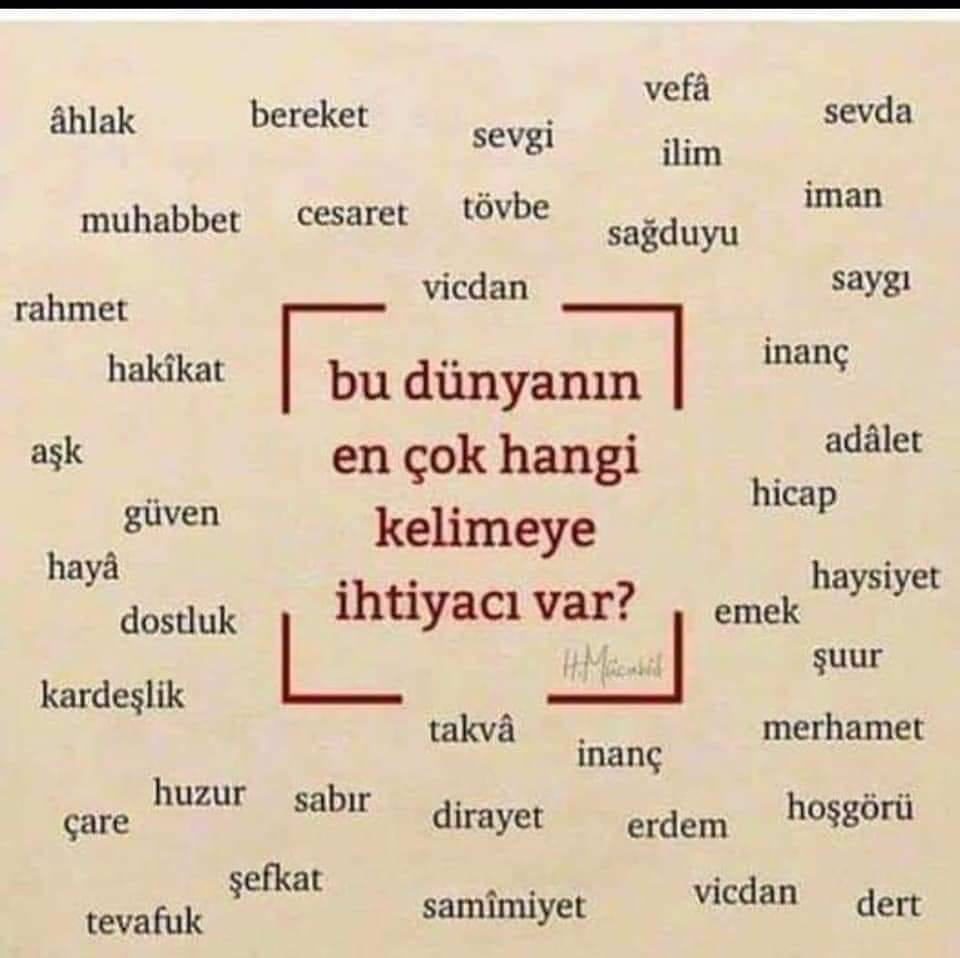 vefâ
sevda
âhlak bereket
sevgi
ilim
iman
muhabbet cesaret tövbe
sağduyu
saygı
vicdan
rahmet
inanç
hakîkat
bu dünyanın
en çok hangi
kelimeye
ihtiyacı var?
aşk
adâlet
hicap
güven
hayâ
haysiyet
dostluk
emek
şuur
kardeşlik
takvâ
inanç
merhamet
huzur sabır
çare
dirayet
erdem
hoşgörü
şefkat
tevafuk
samîmiyet
vicdan
dert